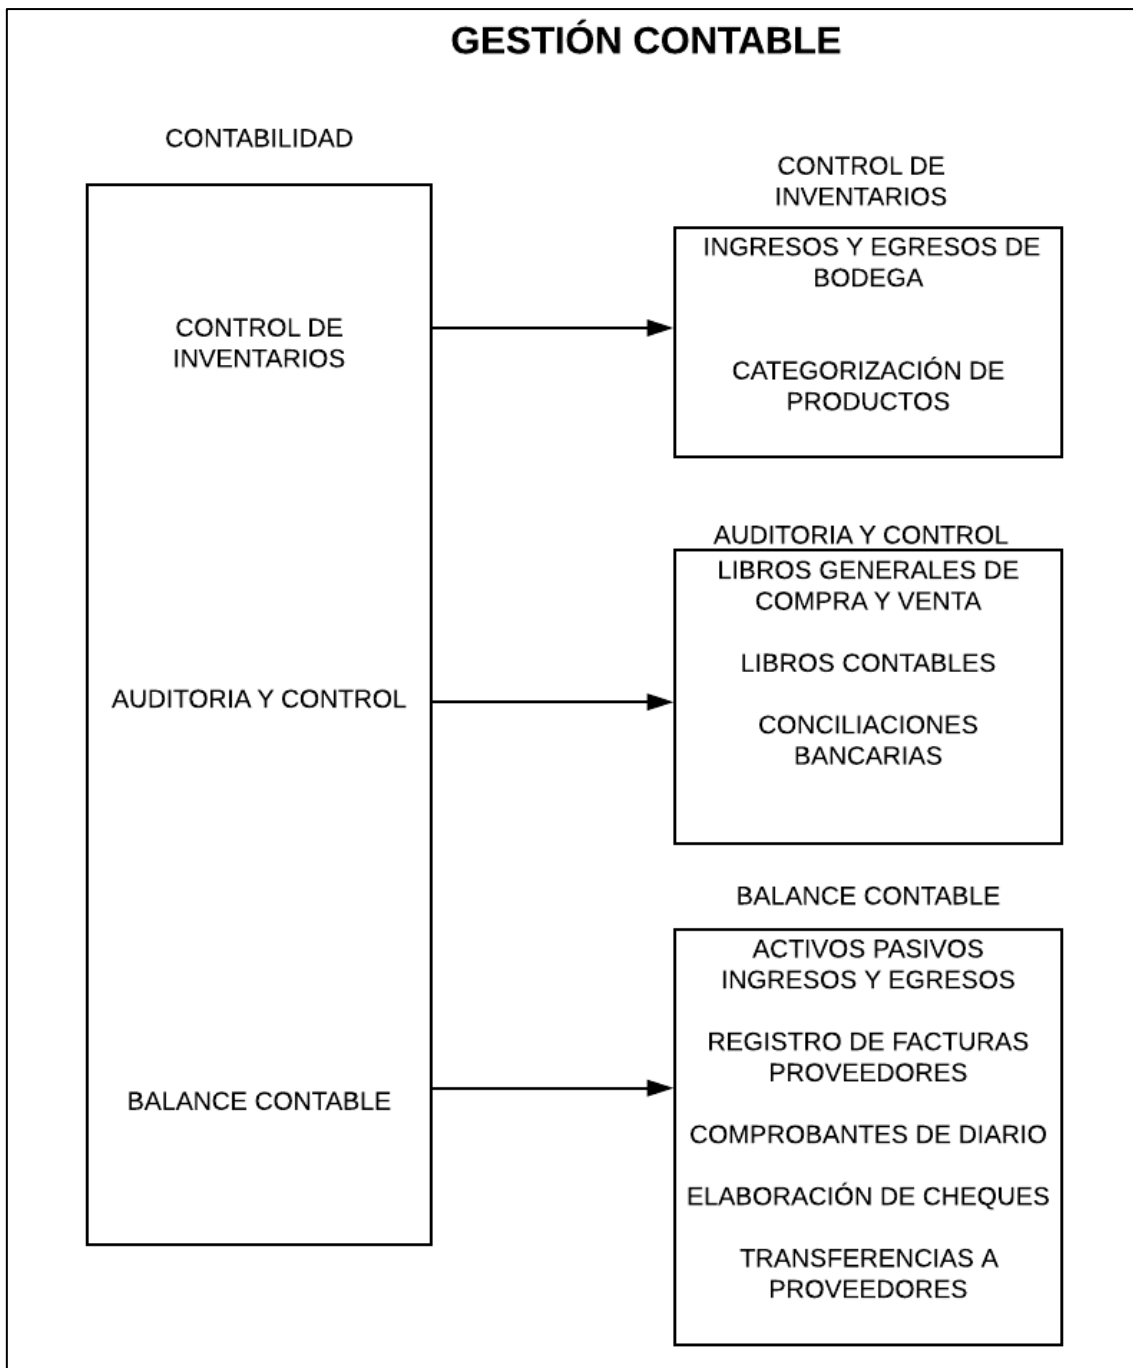 GESTIÓN CONTABLE
CONTABILIDAD
CONTROL DE
INVENTARIOS
AUDITORIA Y CONTROL
BALANCE CONTABLE
CONTROL DE
INVENTARIOS
INGRESOS Y EGRESOS DE
BODEGA
CATEGORIZACIÓN DE
PRODUCTOS
AUDITORIA Y CONTROL
LIBROS GENERALES DE
COMPRA Y VENTA
LIBROS CONTABLES
CONCILIACIONES
BANCARIAS
BALANCE CONTABLE
ACTIVOS PASIVOS
INGRESOS Y EGRESOS
REGISTRO DE FACTURAS
PROVEEDORES
COMPROBANTES DE DIARIO
ELABORACIÓN DE CHEQUES
TRANSFERENCIAS A
PROVEEDORES